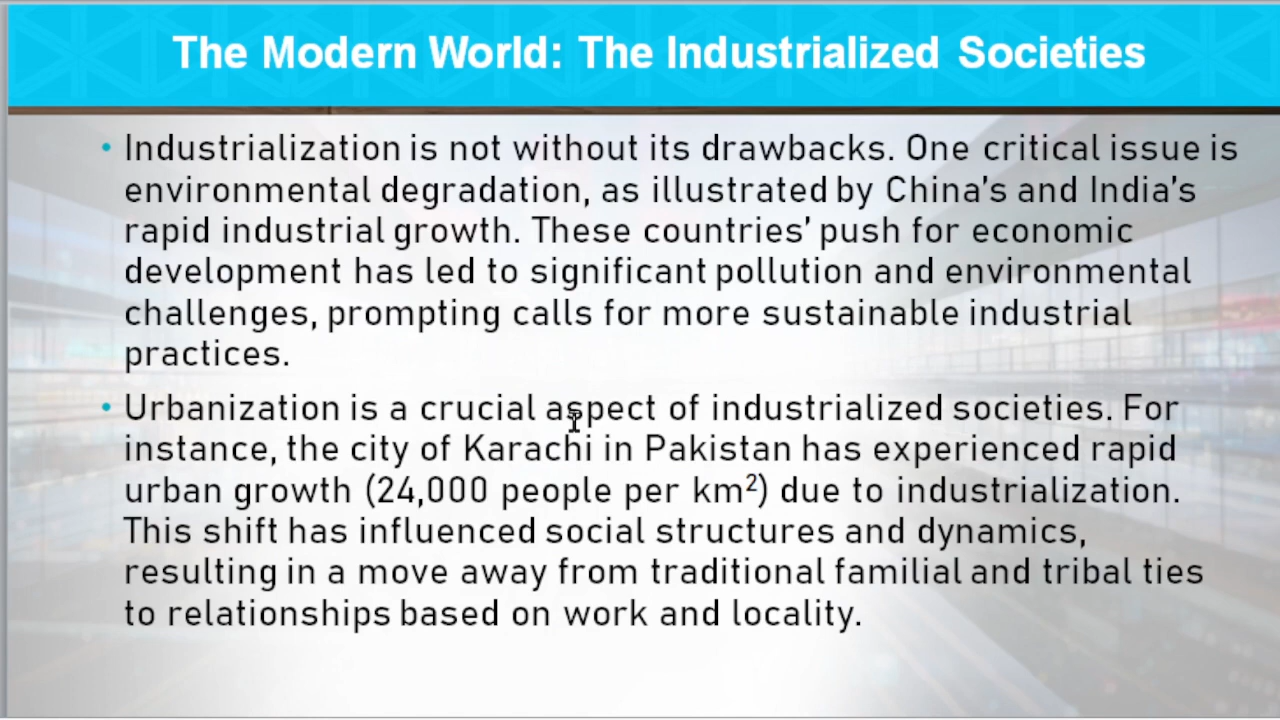 The Modern World: The Industrialized Societies
• Industrialization is not without its drawbacks. One critical issue is
environmental degradation, as illustrated by China's and India's
rapid industrial growth. These countries' push for economic
development has led to significant pollution and environmental
challenges, prompting calls for more sustainable industrial
practices.
• Urbanization is a crucial aspect of industrialized societies. For
instance, the city of Karachi in Pakistan has experienced rapid
urban growth (24,000 people per km²) due to industrialization.
This shift has influenced social structures and dynamics,
resulting in a move away from traditional familial and tribal ties
to relationships based on work and locality.